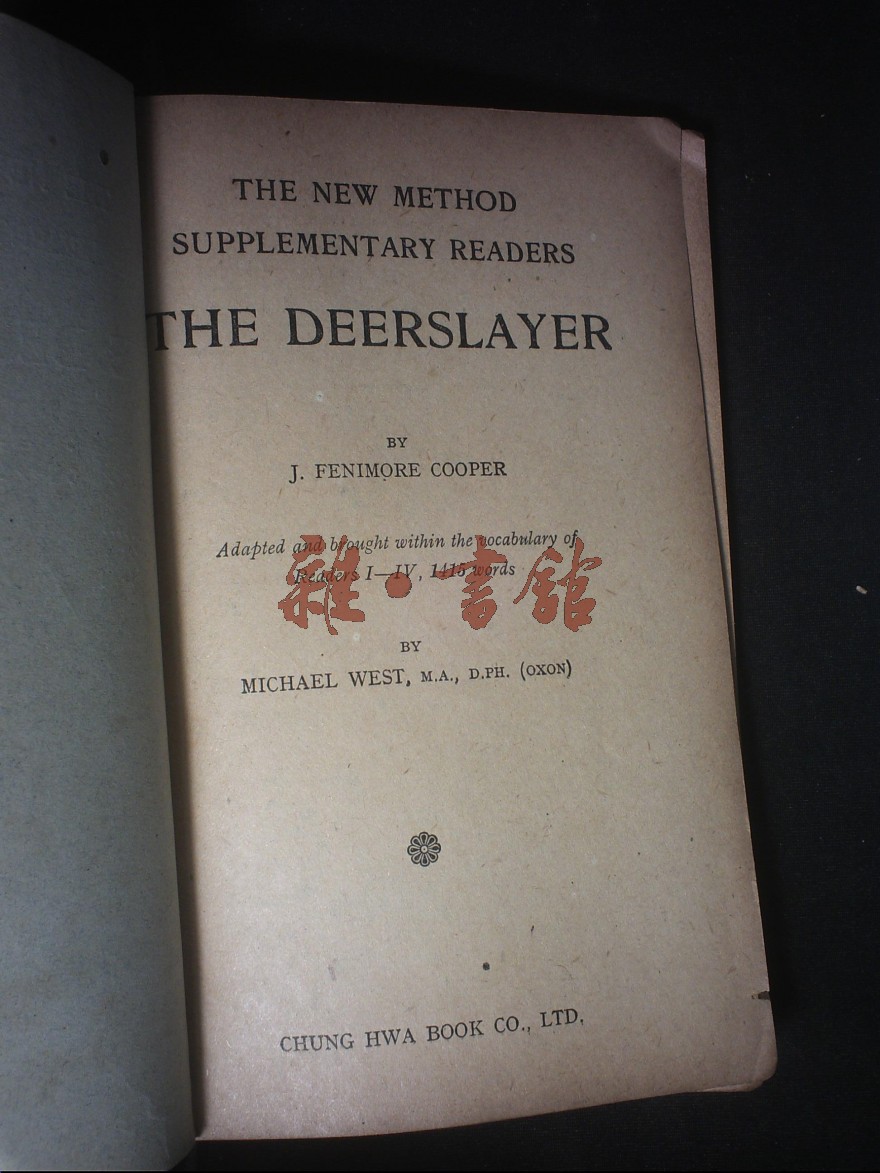 THE NEW METHOD
SUPPLEMENTARY READERS
THE DEERSLAYER
BY
J. FENIMORE COOPER
Adapted and brought within the vocabulary of
Readers I—IV, 1415 words
雜·書館
BY
MICHAEL WEST, M.A., D.PH. (OXON)
CHUNG HWA BOOK CO., LTD.